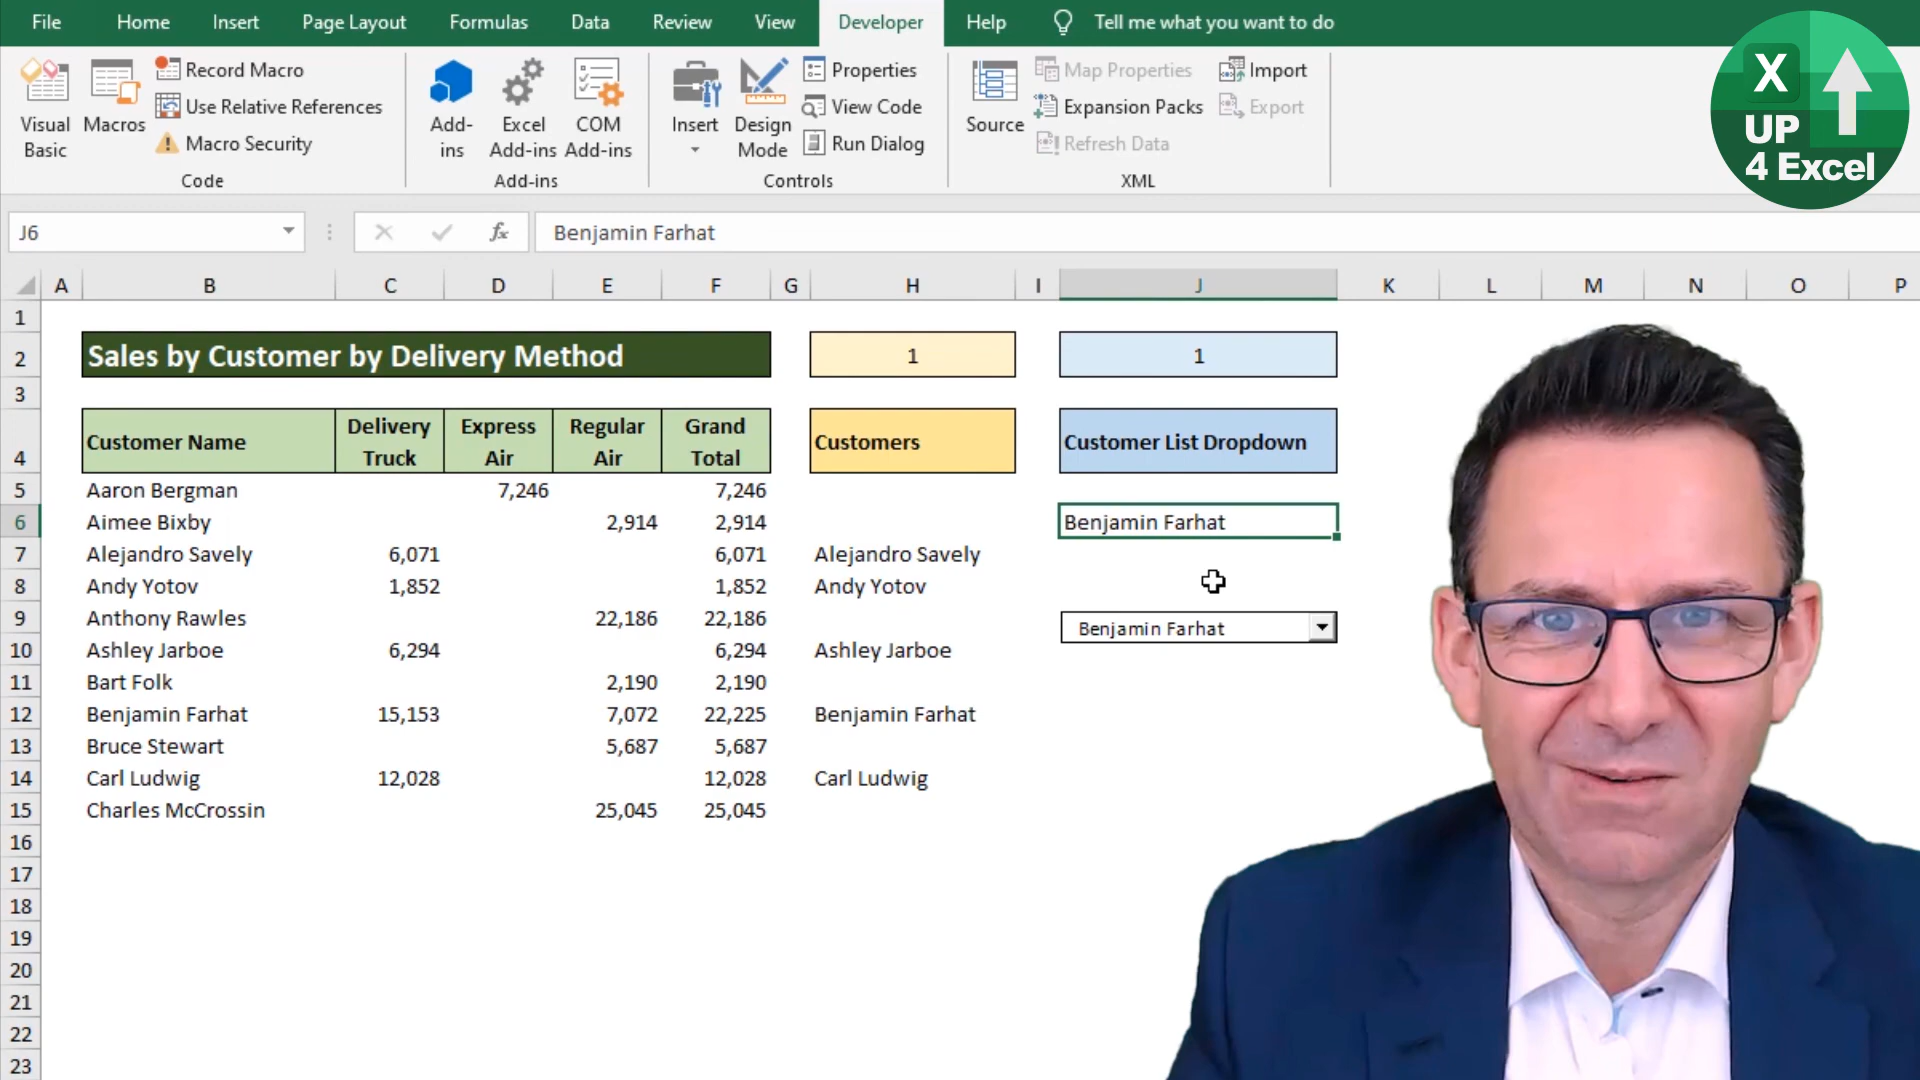 File Home Insert Page Layout Formulas Data Review View Developer Help Tell me what you want to do
Visual Basic
Macros
Record Macro
Use Relative References
Macro Security
Code
Add-ins
Excel Add-ins
COM Add-ins
Add-ins
Insert
Design Mode
Properties
View Code
Run Dialog
Controls
Source
Map Properties
Expansion Packs
Refresh Data
Import
Export
XML
X
UP
4 Excel
J6 fx Benjamin Farhat
A B C D E F G H I J K L M N O P
1
2 Sales by Customer by Delivery Method 1 1
3
4 Customer Name Delivery Truck Express Air Regular Air Grand Total Customers Customer List Dropdown
5 Aaron Bergman 7,246 7,246
6 Aimee Bixby 2,914 2,914 Benjamin Farhat
7 Alejandro Savely 6,071 6,071 Alejandro Savely
8 Andy Yotov 1,852 1,852 Andy Yotov
9 Anthony Rawles 22,186 22,186 Benjamin Farhat
10 Ashley Jarboe 6,294 6,294 Ashley Jarboe
11 Bart Folk 2,190 2,190
12 Benjamin Farhat 15,153 7,072 22,225 Benjamin Farhat
13 Bruce Stewart 5,687 5,687
14 Carl Ludwig 12,028 12,028 Carl Ludwig
15 Charles McCrossin 25,045 25,045
16
17
18
19
20
21
22
23